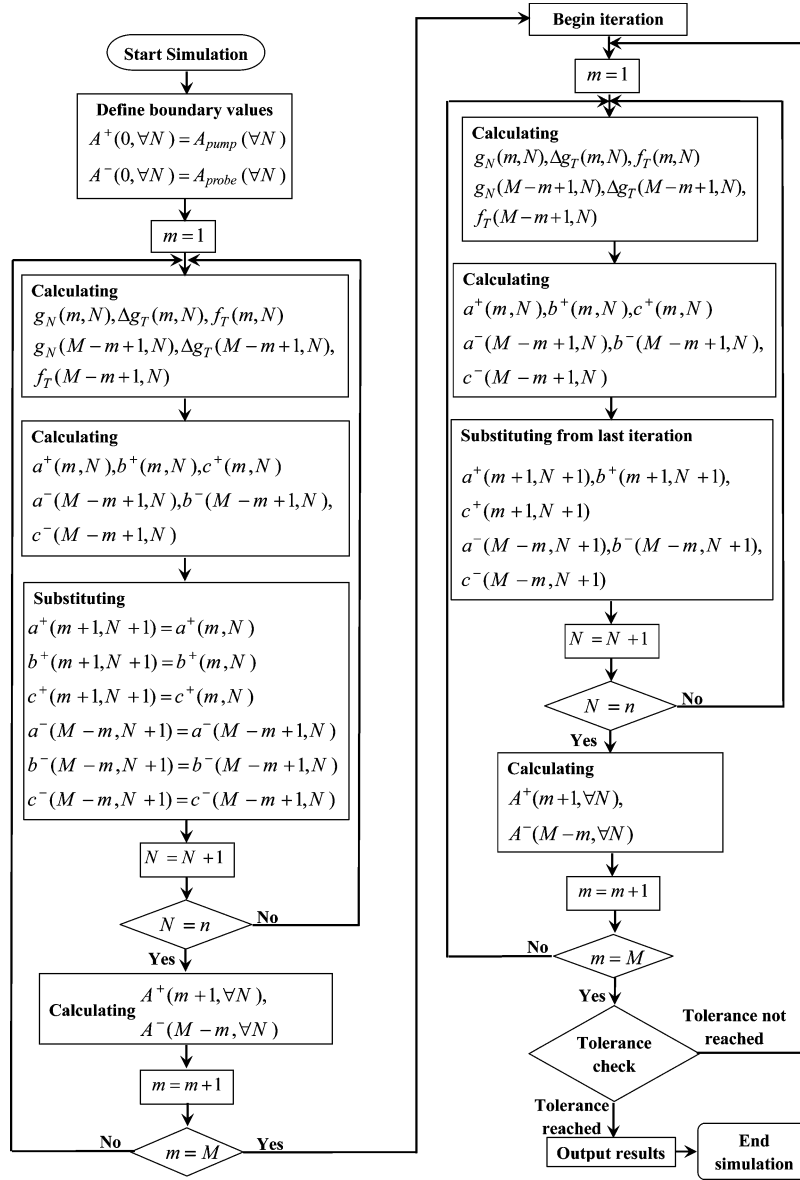 Start Simulation
Define boundary values
A⁺(0,∀N) = A_pump(∀N)
A⁻(0,∀N) = A_probe(∀N)
m = 1
Calculating
g_N(m,N), Δg_T(m,N), f_T(m,N)
g_N(M−m+1,N), Δg_T(M−m+1,N),
f_T(M−m+1,N)
Calculating
a⁺(m,N), b⁺(m,N), c⁺(m,N)
a⁻(M−m+1,N), b⁻(M−m+1,N),
c⁻(M−m+1,N)
Substituting
a⁺(m+1,N+1) = a⁺(m,N)
b⁺(m+1,N+1) = b⁺(m,N)
c⁺(m+1,N+1) = c⁺(m,N)
a⁻(M−m,N+1) = a⁻(M−m+1,N)
b⁻(M−m,N+1) = b⁻(M−m+1,N)
c⁻(M−m,N+1) = c⁻(M−m+1,N)
N = N+1
N = n
No
Yes
Calculating A⁺(m+1,∀N),
A⁻(M−m,∀N)
m = m+1
No
m = M
Yes
Begin iteration
m = 1
Calculating
g_N(m,N), Δg_T(m,N), f_T(m,N)
g_N(M−m+1,N), Δg_T(M−m+1,N),
f_T(M−m+1,N)
Calculating
a⁺(m,N), b⁺(m,N), c⁺(m,N)
a⁻(M−m+1,N), b⁻(M−m+1,N),
c⁻(M−m+1,N)
Substituting from last iteration
a⁺(m+1,N+1), b⁺(m+1,N+1),
c⁺(m+1,N+1)
a⁻(M−m,N+1), b⁻(M−m,N+1),
c⁻(M−m,N+1)
N = N+1
N = n
No
Yes
Calculating
A⁺(m+1,∀N),
A⁻(M−m,∀N)
m = m+1
No
m = M
Yes
Tolerance
check
Tolerance not
reached
Tolerance
reached
Output results
End
simulation